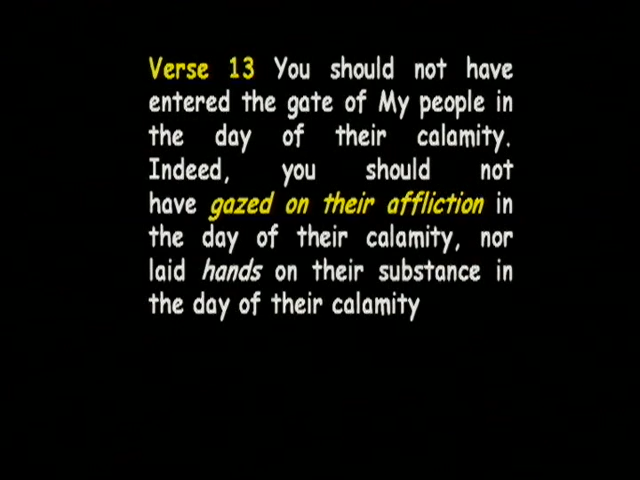 Verse 13 You should not have
entered the gate of My people in
the day of their calamity.
Indeed, you should not
have gazed on their affliction in
the day of their calamity, nor
laid hands on their substance in
the day of their calamity